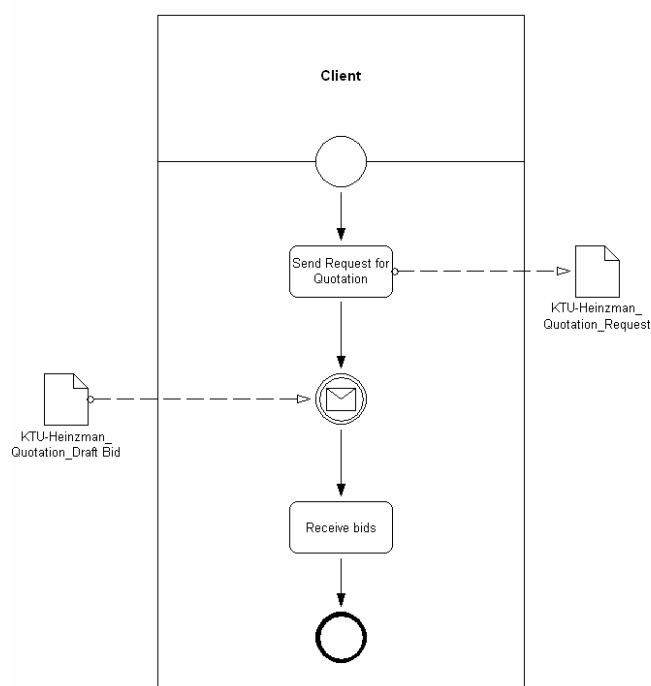 Client
Send Request for
Quotation
KTU-Heinzman_
Quotation_Request
KTU-Heinzman_
Quotation_Draft Bid
Receive bids